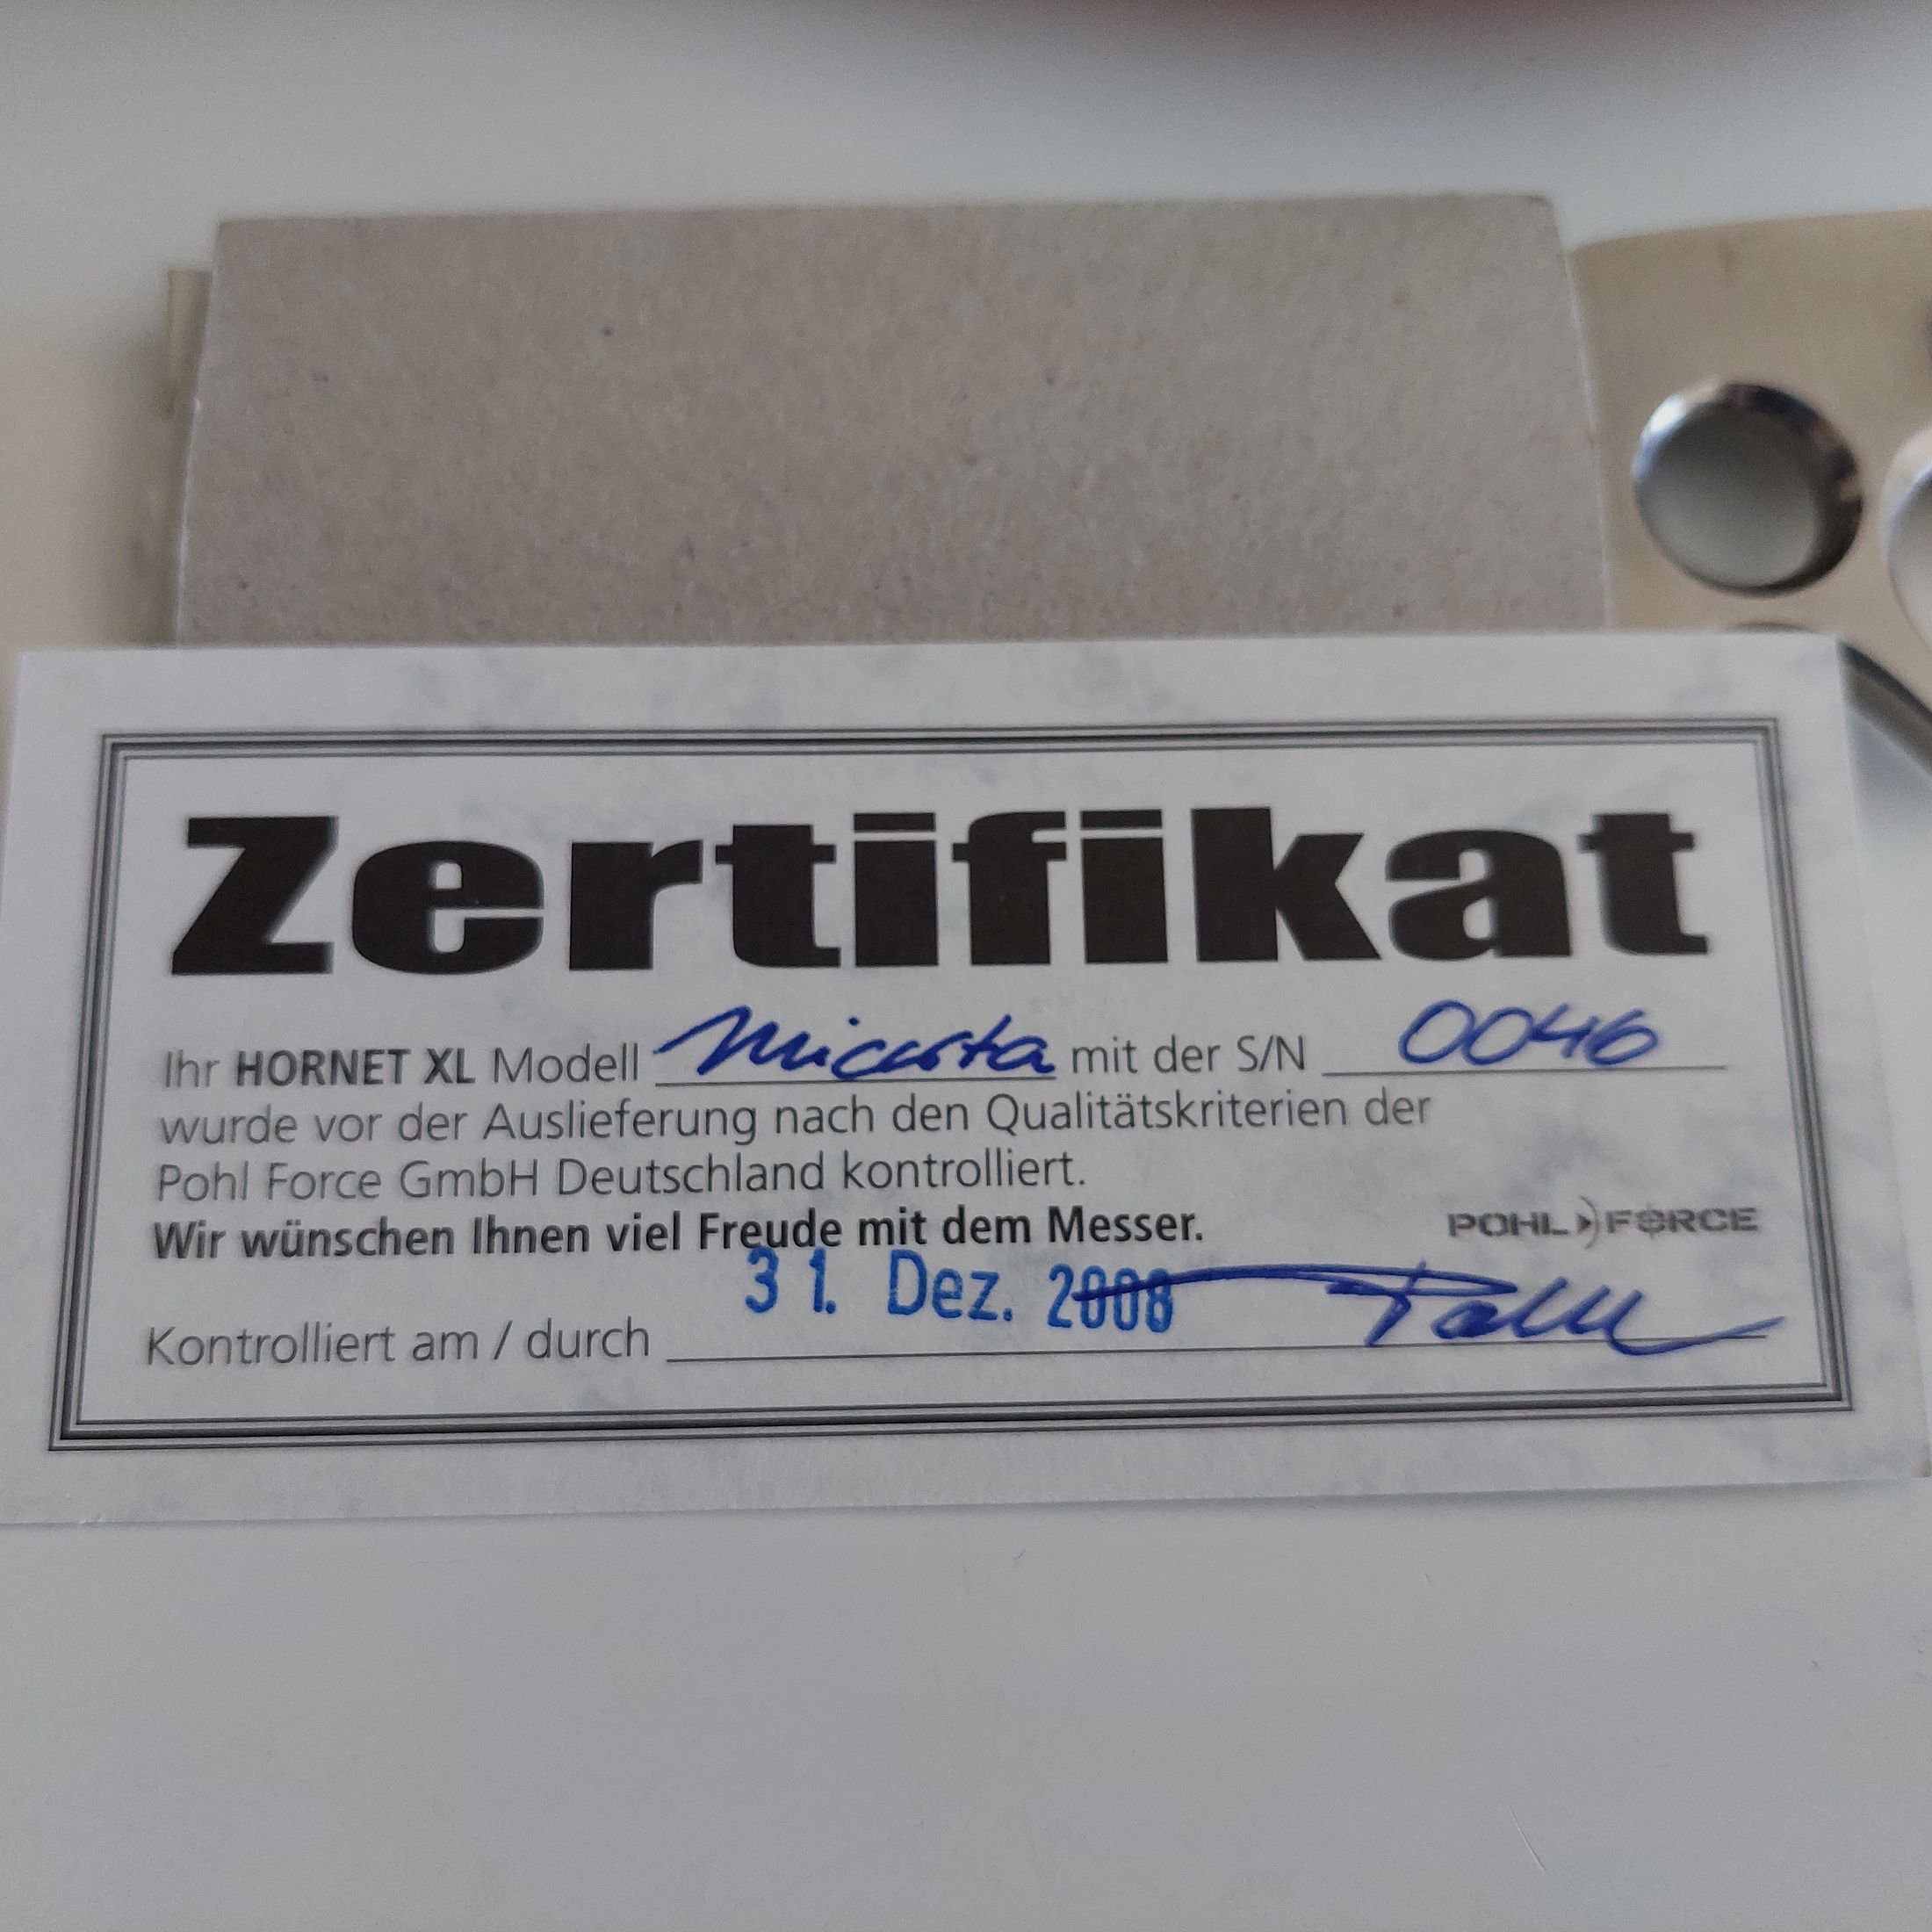 Zertifikat
Ihr HORNET XL Modell Micarta mit der S/N 0046
wurde vor der Auslieferung nach den Qualitätskriterien der
Pohl Force GmbH Deutschland kontrolliert.
Wir wünschen Ihnen viel Freude mit dem Messer.
POHL FORCE
31. Dez. 2008
Kontrolliert am / durch